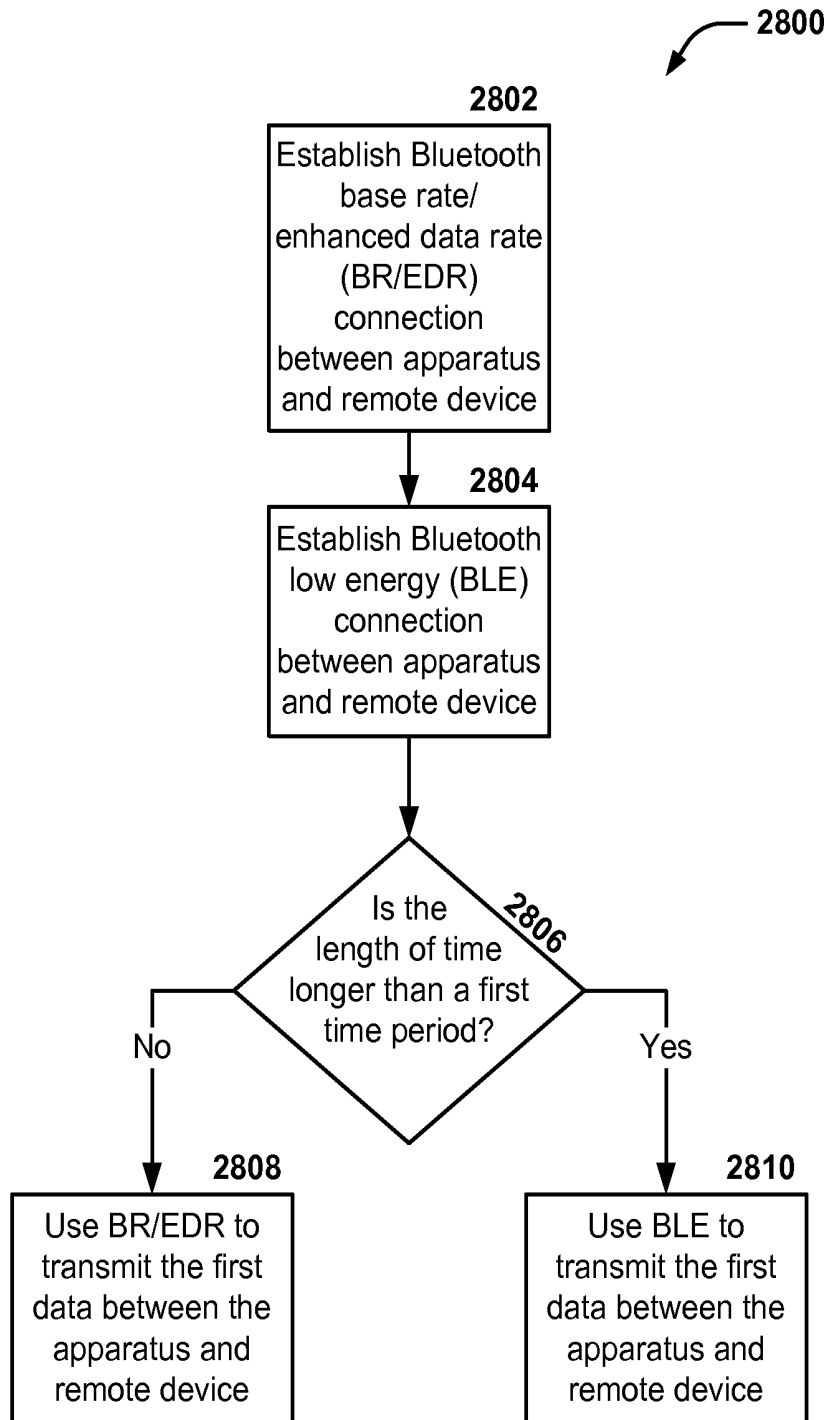 2800
2802
Establish Bluetooth
base rate/
enhanced data rate
(BR/EDR)
connection
between apparatus
and remote device
2804
Establish Bluetooth
low energy (BLE)
connection
between apparatus
and remote device
2806
Is the
length of time
longer than a first
time period?
No
Yes
2808
Use BR/EDR to
transmit the first
data between the
apparatus and
remote device
2810
Use BLE to
transmit the first
data between the
apparatus and
remote device